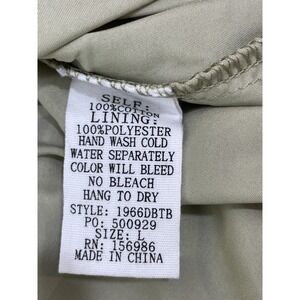 SELF:
100%COTTON
LINING:
100%POLYESTER
HAND WASH COLD
WATER SEPARATELY
COLOR WILL BLEED
NO BLEACH
HANG TO DRY
STYLE: 1966DBTB
PO: 500929
SIZE: L
RN: 156986
MADE IN CHINA